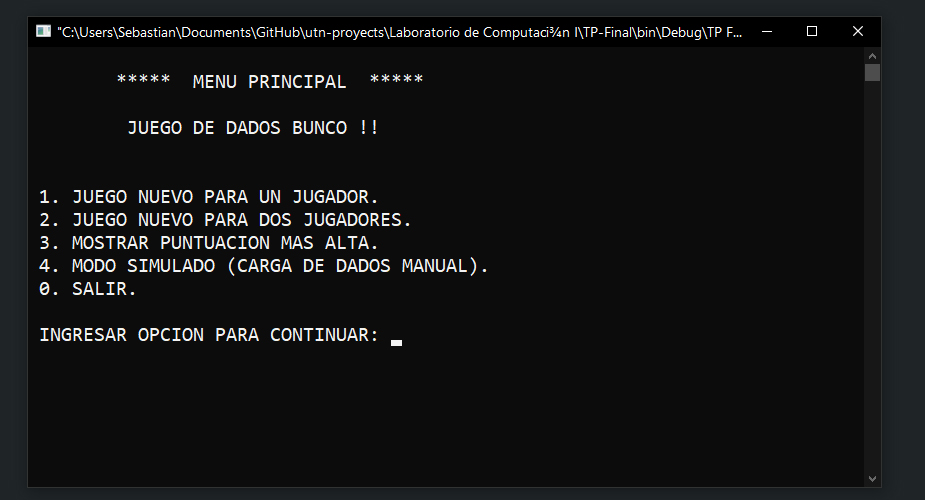 "C:\Users\Sebastian\Documents\GitHub\utn-proyects\Laboratorio de Computaci¾n I\TP-Final\bin\Debug\TP F...
***** MENU PRINCIPAL *****
JUEGO DE DADOS BUNCO !!
1. JUEGO NUEVO PARA UN JUGADOR.
2. JUEGO NUEVO PARA DOS JUGADORES.
3. MOSTRAR PUNTUACION MAS ALTA.
4. MODO SIMULADO (CARGA DE DADOS MANUAL).
0. SALIR.
INGRESAR OPCION PARA CONTINUAR: